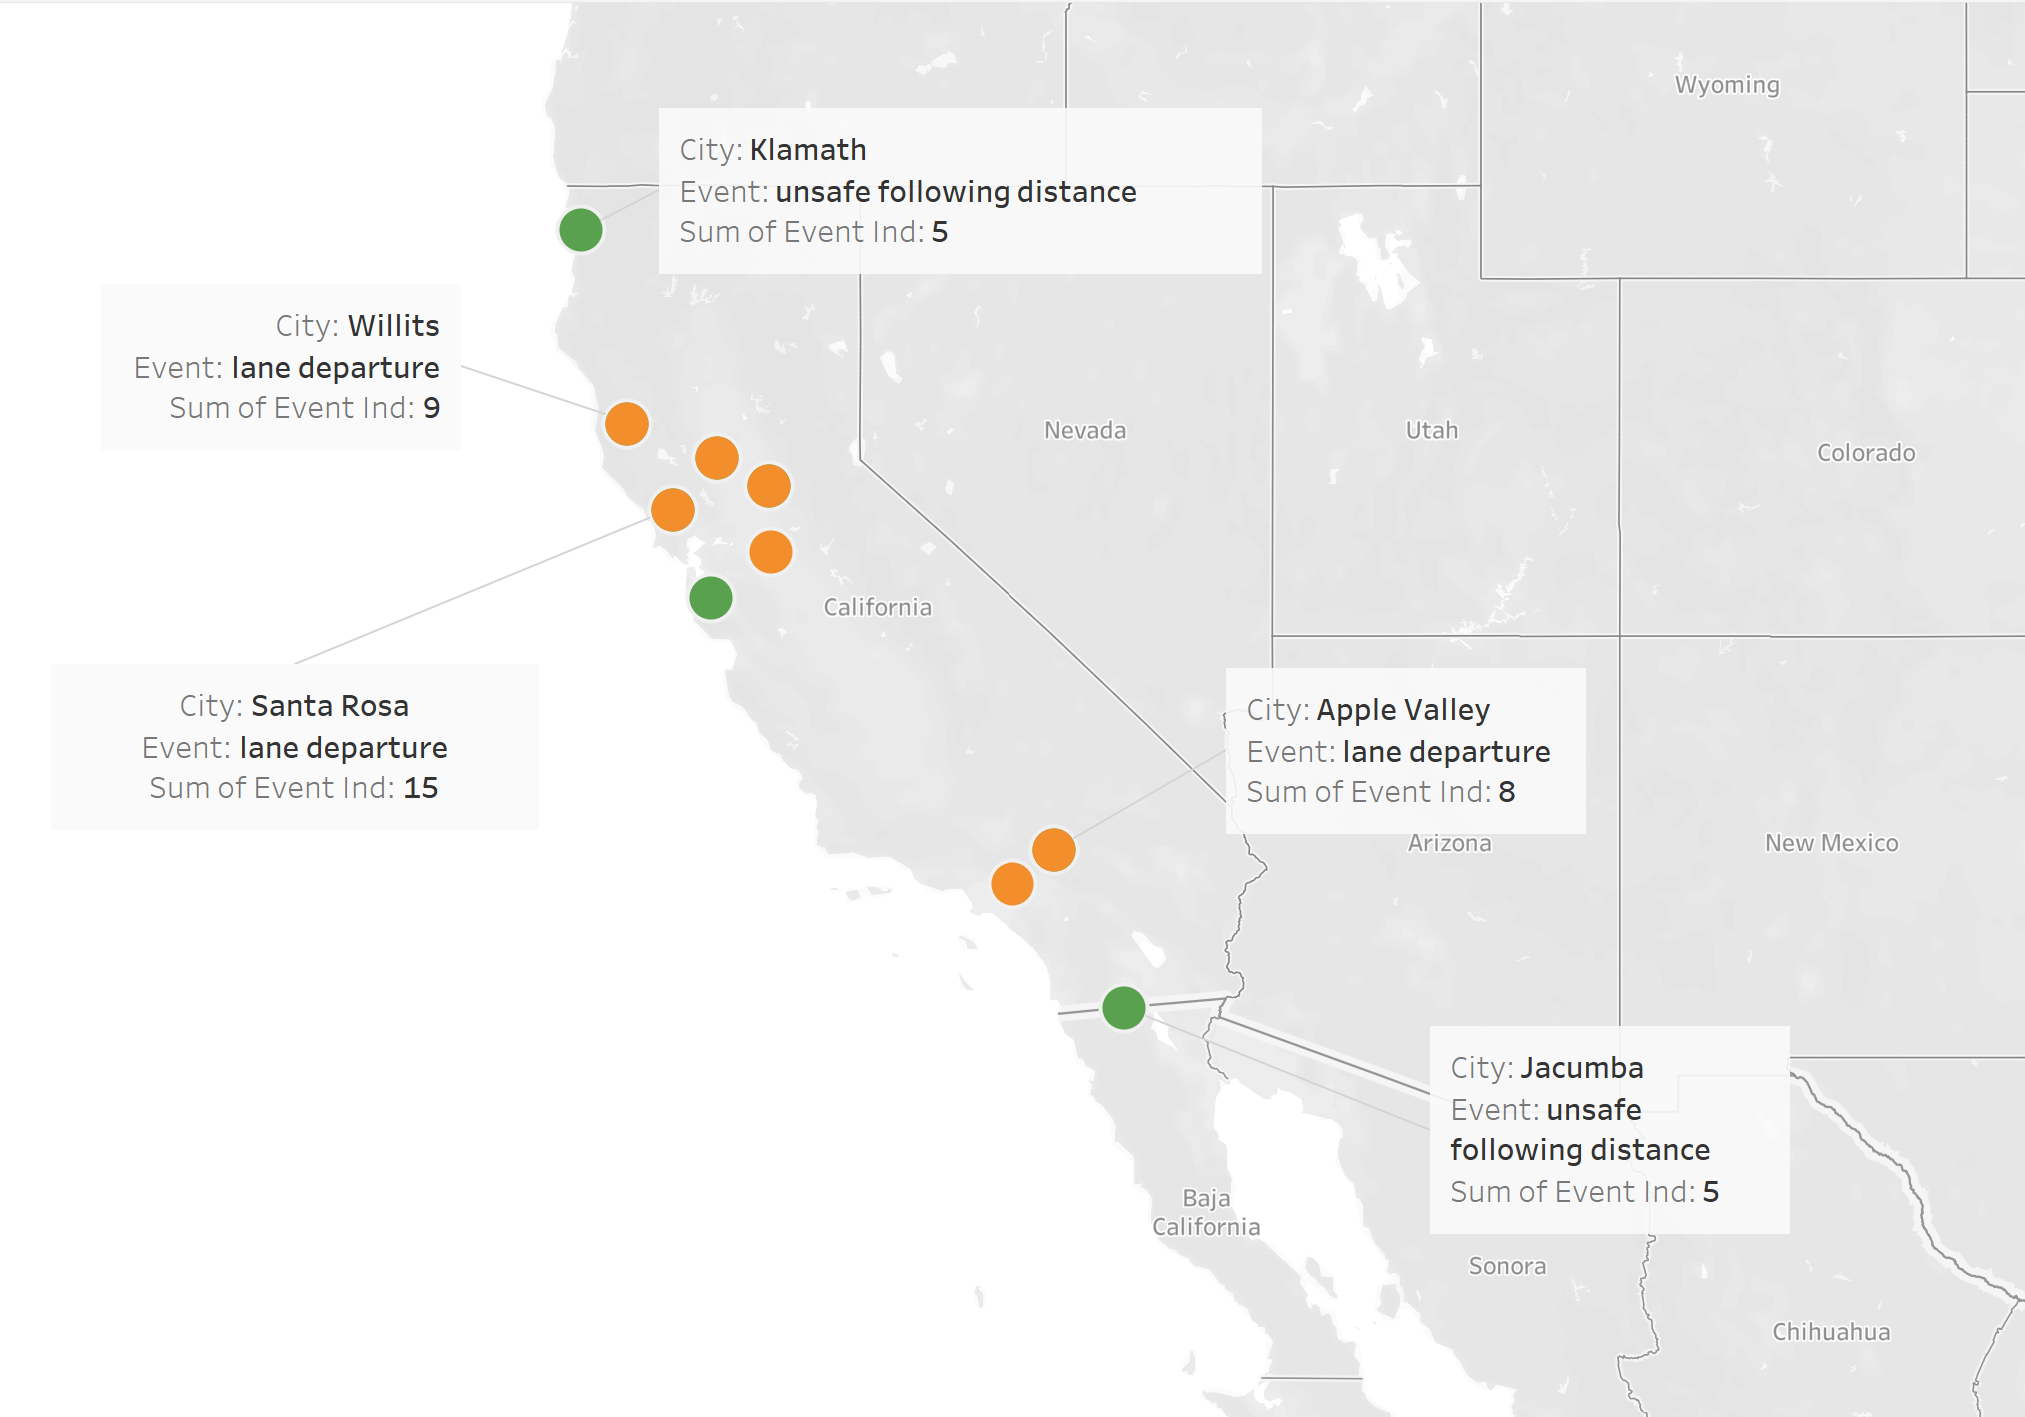 Wyoming
City: Klamath
Event: unsafe following distance
Sum of Event Ind: 5
City: Willits
Event: lane departure
Sum of Event Ind: 9
Nevada
Utah
Colorado
California
City: Santa Rosa
Event: lane departure
Sum of Event Ind: 15
City: Apple Valley
Event: lane departure
Sum of Event Ind: 8
Arizona
New Mexico
City: Jacumba
Event: unsafe
following distance
Sum of Event Ind: 5
Baja
California
Sonora
Chihuahua